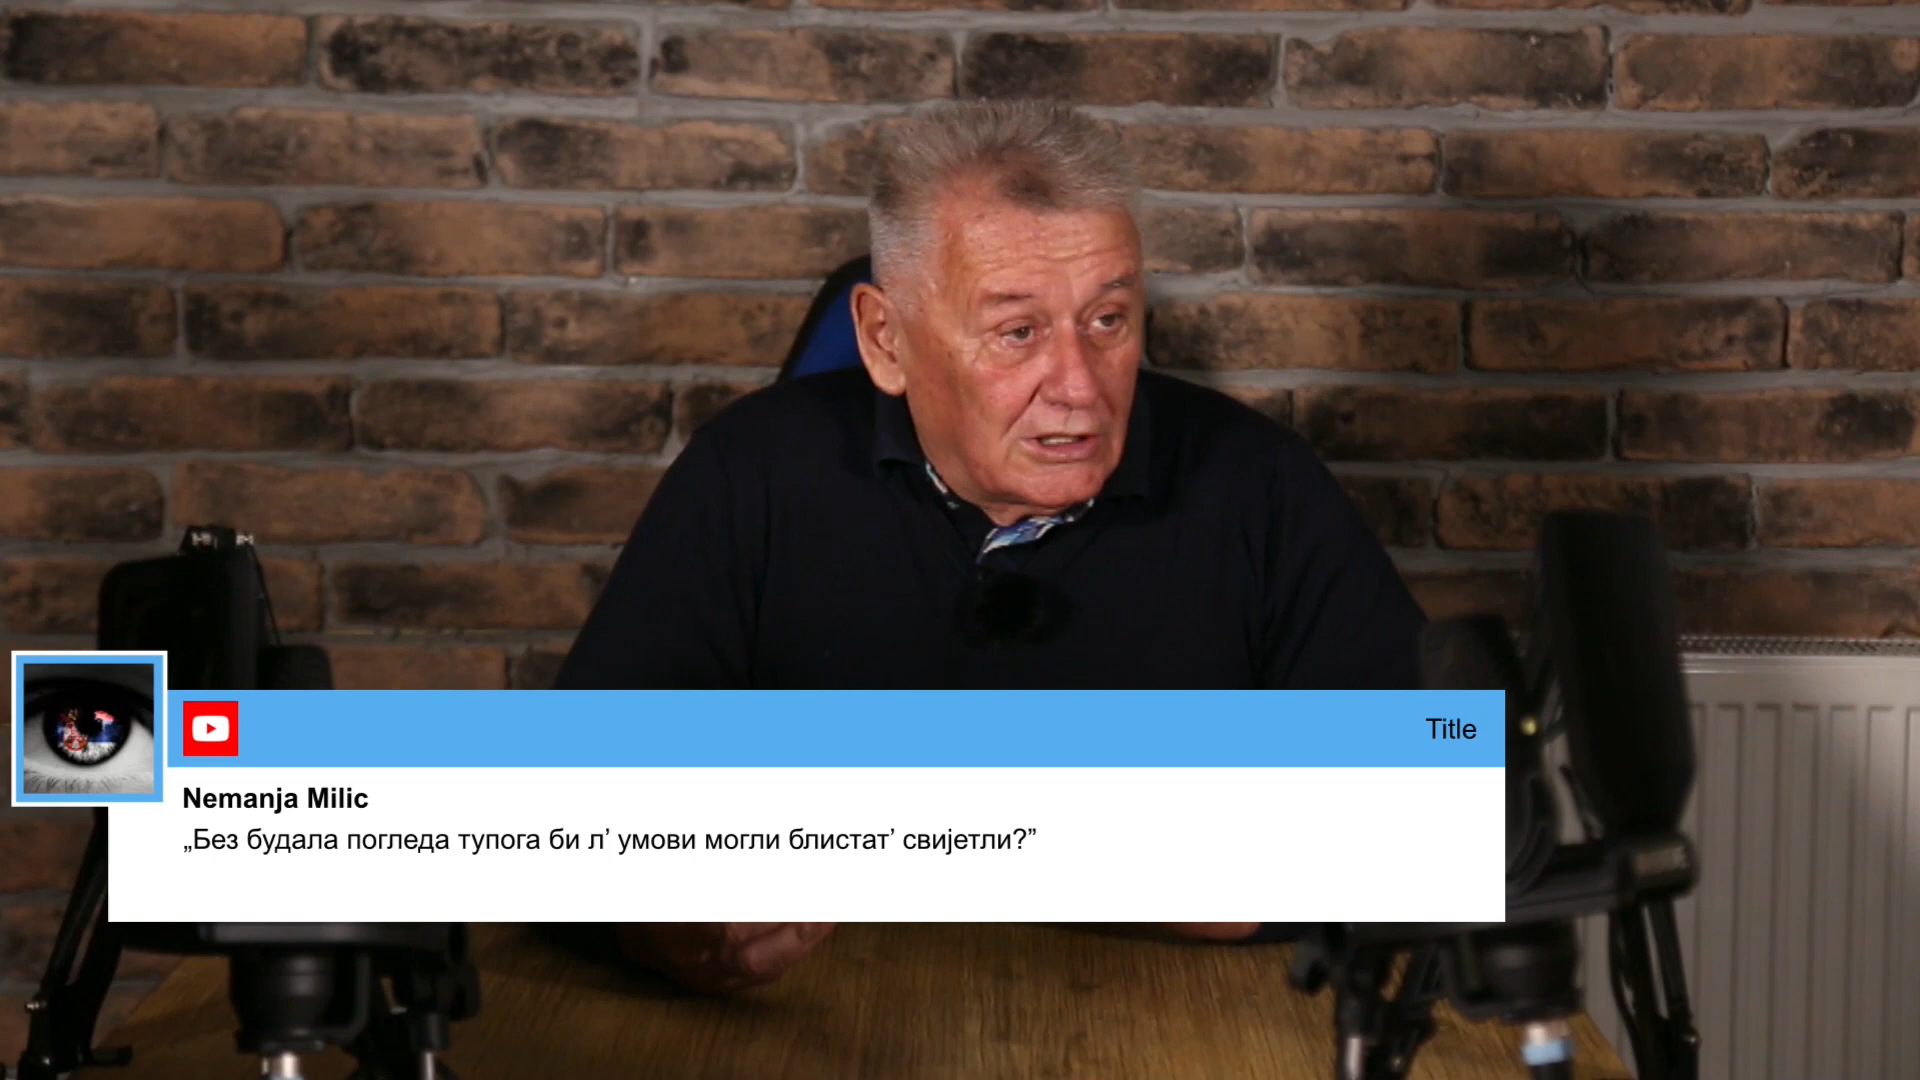 Title
Nemanja Milic
„Без будала погледа тупога би л’ умови могли блистат’ свијетли?”